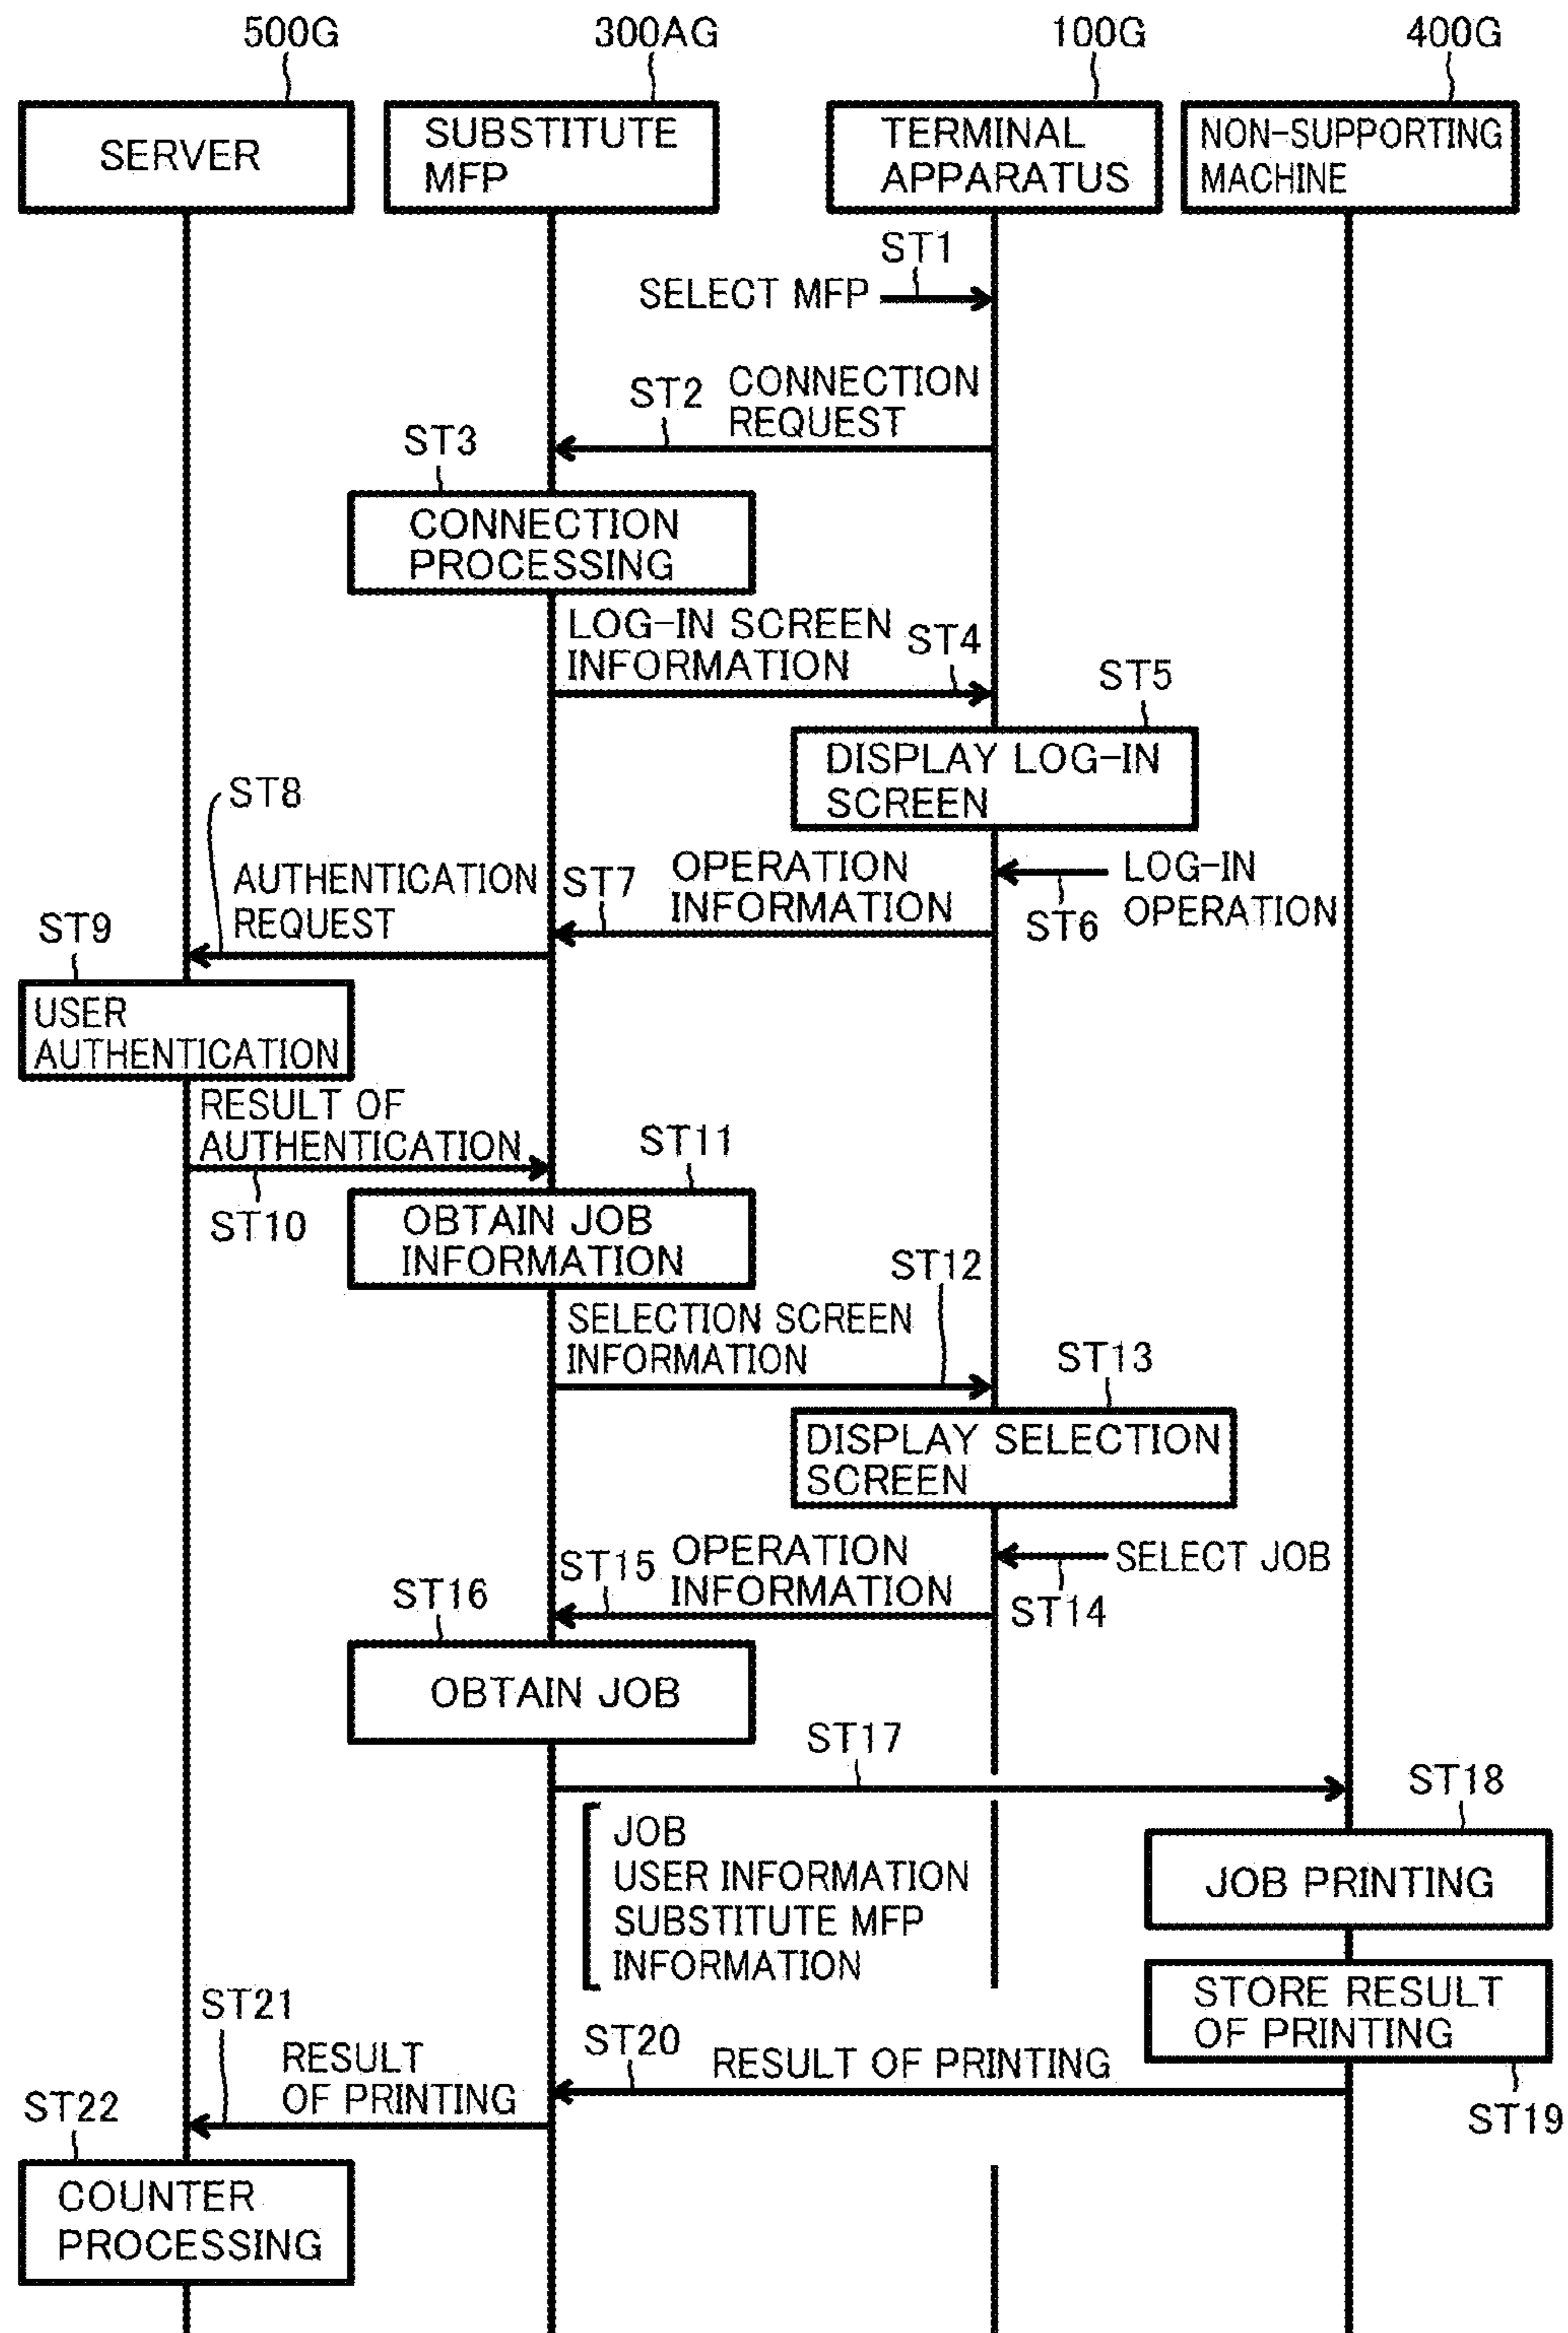 500G
300AG
100G
400G
SERVER
SUBSTITUTE
MFP
TERMINAL
APPARATUS
NON-SUPPORTING
MACHINE
ST1
SELECT MFP
ST2
CONNECTION
REQUEST
ST3
CONNECTION
PROCESSING
LOG-IN SCREEN
INFORMATION
ST4
ST5
DISPLAY LOG-IN
SCREEN
ST8
AUTHENTICATION
REQUEST
ST7
OPERATION
INFORMATION
LOG-IN
OPERATION
ST6
ST9
USER
AUTHENTICATION
RESULT OF
AUTHENTICATION
ST10
ST11
OBTAIN JOB
INFORMATION
ST12
SELECTION SCREEN
INFORMATION
ST13
DISPLAY SELECTION
SCREEN
ST15
OPERATION
INFORMATION
SELECT JOB
ST14
ST16
OBTAIN JOB
ST17
JOB
USER INFORMATION
SUBSTITUTE MFP
INFORMATION
ST18
JOB PRINTING
STORE RESULT
OF PRINTING
ST19
ST20
RESULT OF PRINTING
ST21
RESULT
OF PRINTING
ST22
COUNTER
PROCESSING